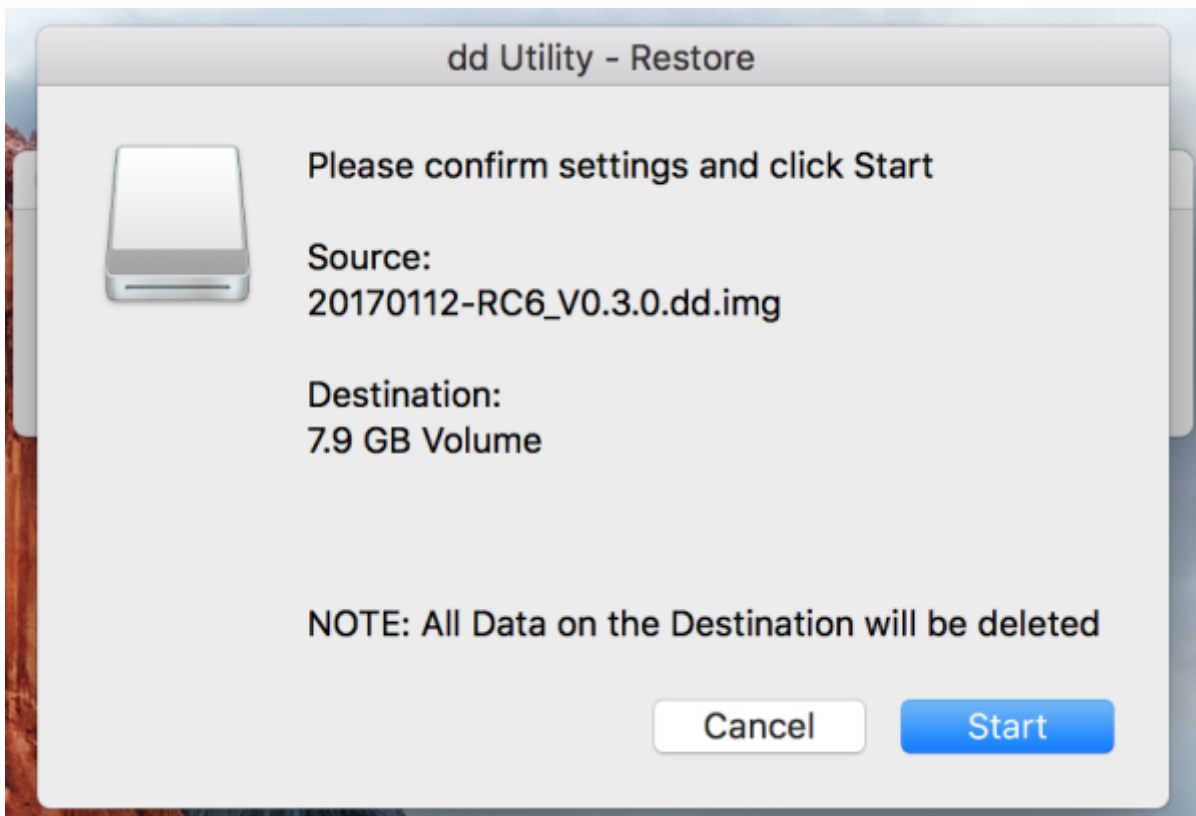 dd Utility - Restore
Please confirm settings and click Start
Source:
20170112-RC6_V0.3.0.dd.img
Destination:
7.9 GB Volume
NOTE: All Data on the Destination will be deleted
Cancel
Start